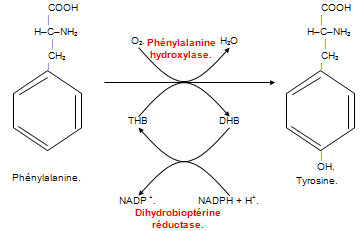 COOH
H–C–NH₂
CH₂
Phénylalanine.
O₂. Phénylalanine H₂O
hydroxylase.
THB DHB
NADP⁺. NADPH + H⁺.
Dihydrobioptérine
réductase.
COOH
H–C–NH₂
CH₂
OH.
Tyrosine.